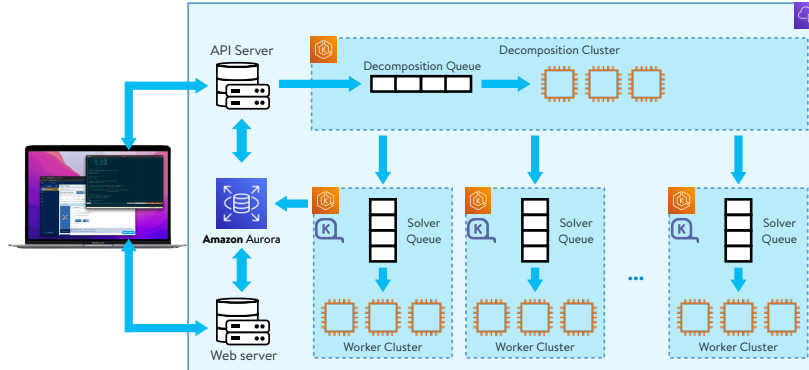 API Server
Decomposition Cluster
Decomposition Queue
Amazon Aurora
K
Solver
Queue
K
Solver
Queue
...
K
Solver
Queue
Web server
Worker Cluster
Worker Cluster
Worker Cluster